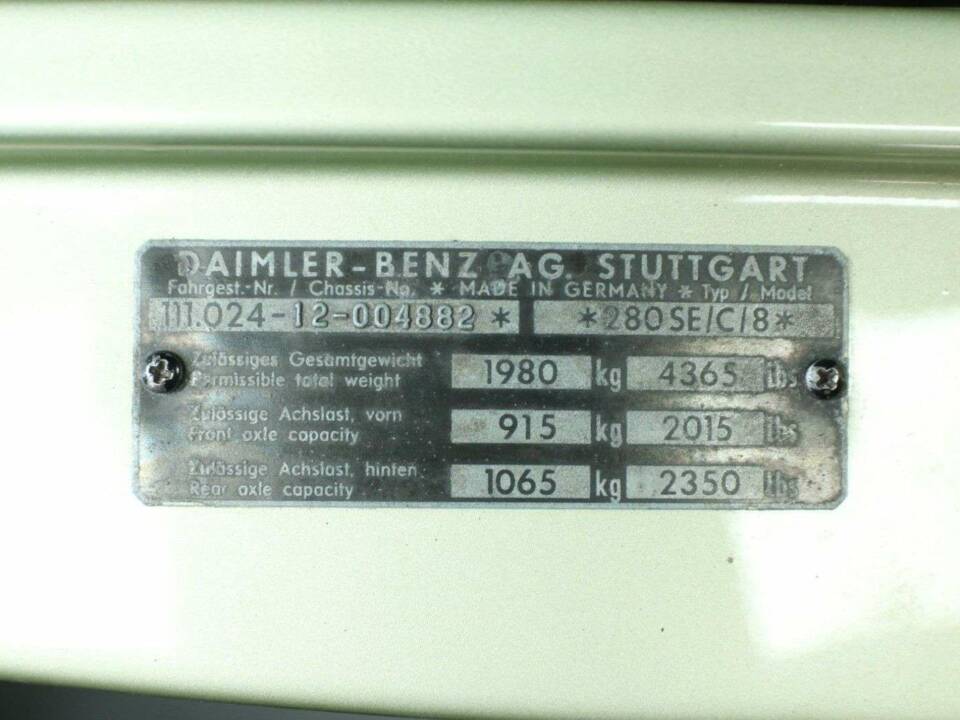 DAIMLER-BENZ AG. STUTTGART
Fahrgest.-Nr. / Chassis-No. * MADE IN GERMANY * Typ / Model
111.024-12-004882 * *280SE/C/8*
Zulässiges Gesamtgewicht
Permissible total weight 1980 kg 4365 Lbs
Zulässige Achslast, vorn
Front axle capacity 915 kg 2015 Lbs
Zulässige Achslast, hinten
Rear axle capacity 1065 kg 2350 Lbs